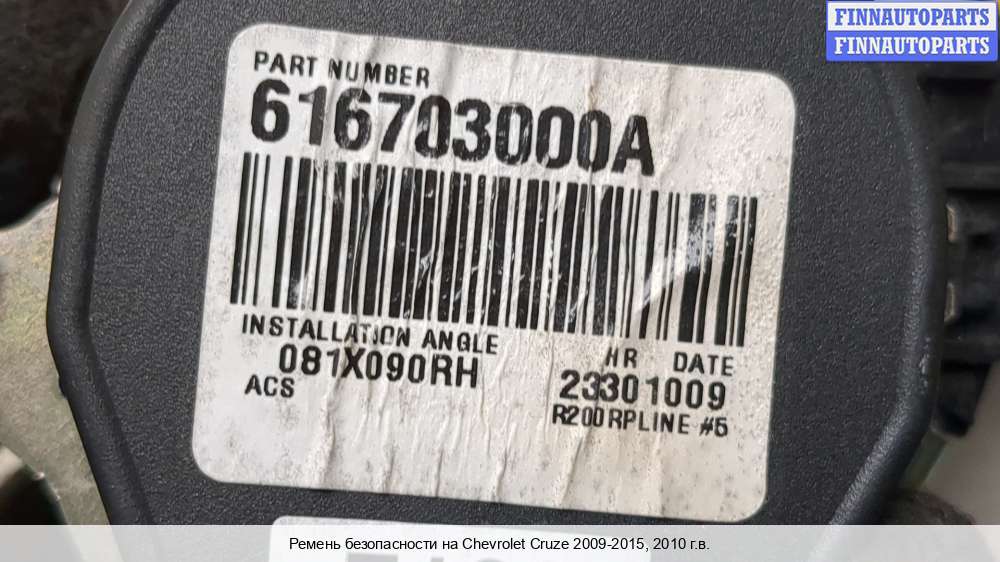 FINNAUTOPARTS
FINNAUTOPARTS
PART NUMBER
616703000A
INSTALLATION ANGLE
081X090RH
ACS
HR DATE
23301009
R200RPLINE #5
Ремень безопасности на Chevrolet Cruze 2009-2015, 2010 г.в.